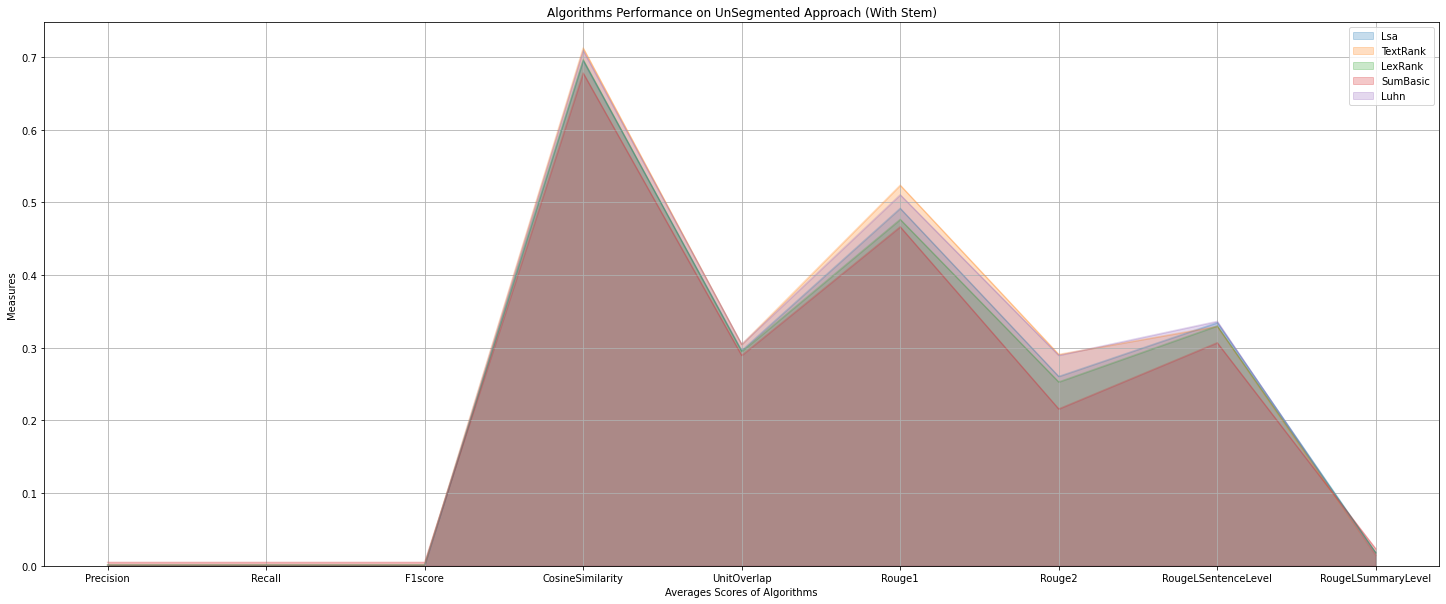 Algorithms Performance on UnSegmented Approach (With Stem)
Lsa
TextRank
LexRank
SumBasic
Luhn
Measures
0.7
0.6
0.5
0.4
0.3
0.2
0.1
0.0
Precision Recall F1score CosineSimilarity UnitOverlap Rouge1 Rouge2 RougeLSentenceLevel RougeLSummaryLevel
Averages Scores of Algorithms